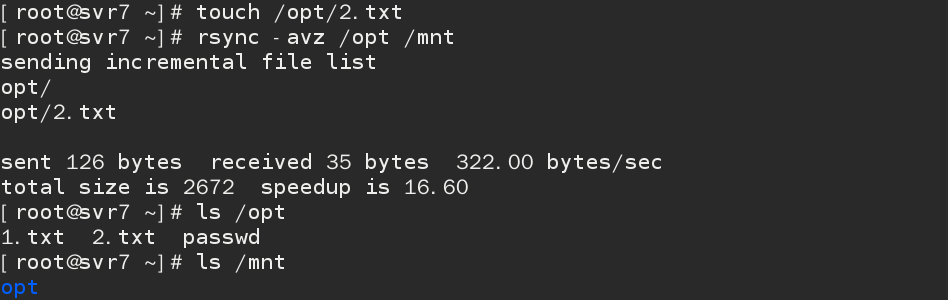 [root@svr7 ~]# touch /opt/2.txt
[root@svr7 ~]# rsync -avz /opt /mnt
sending incremental file list
opt/
opt/2.txt

sent 126 bytes  received 35 bytes  322.00 bytes/sec
total size is 2672  speedup is 16.60
[root@svr7 ~]# ls /opt
1.txt  2.txt  passwd
[root@svr7 ~]# ls /mnt
opt